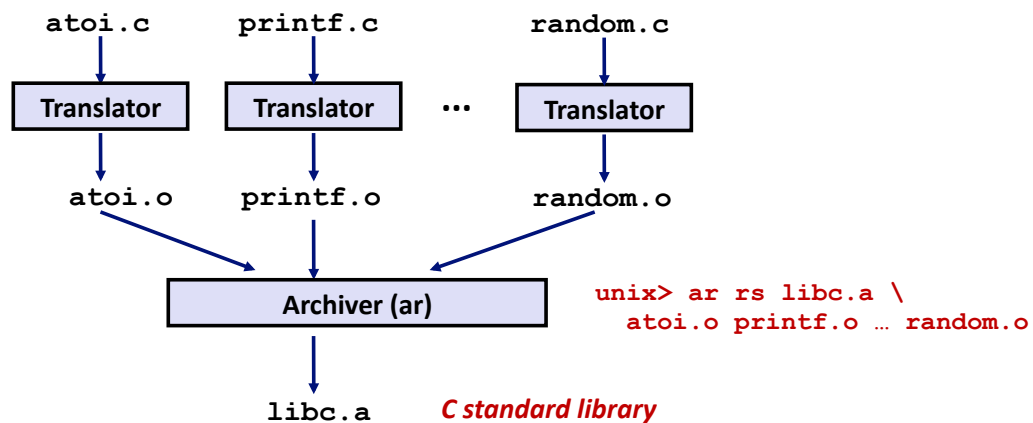 atoi.c printf.c random.c
Translator Translator ... Translator
atoi.o printf.o random.o
Archiver (ar)
unix> ar rs libc.a \
atoi.o printf.o … random.o
libc.a C standard library